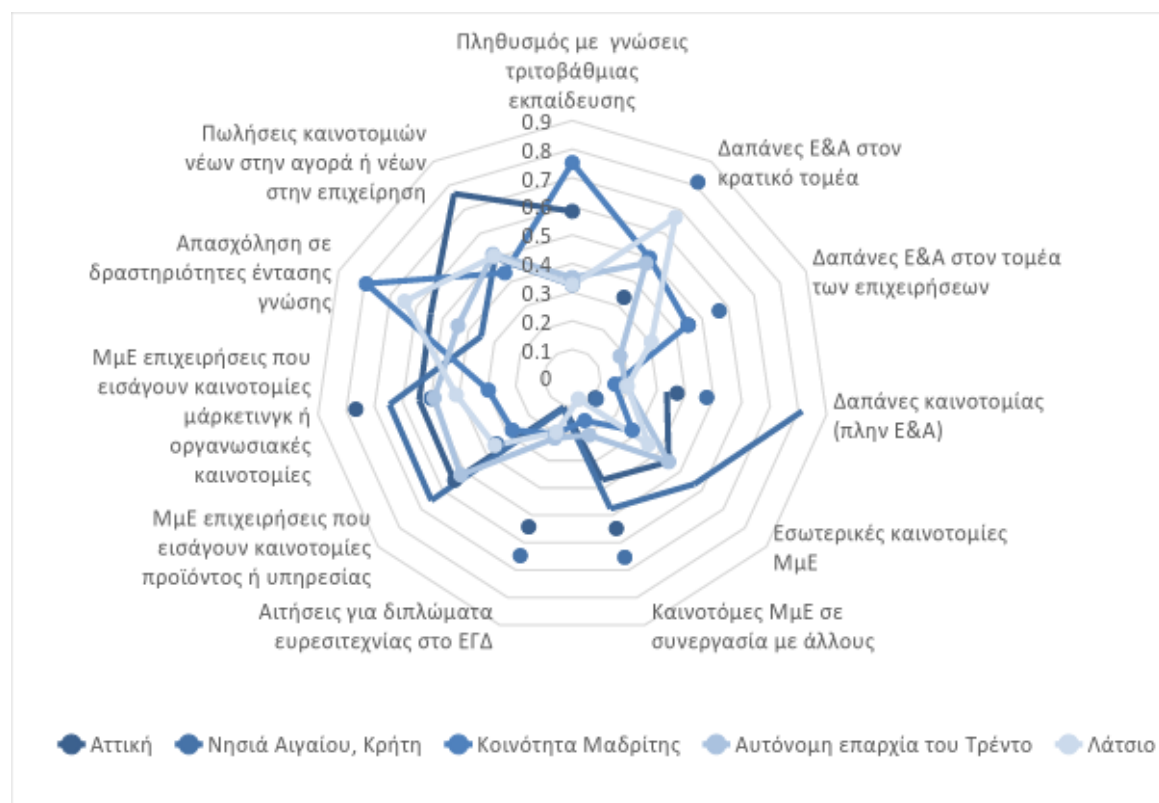 Πληθυσμός με γνώσεις
τριτοβάθμιας
εκπαίδευσης
Δαπάνες Ε&Α στον
κρατικό τομέα
Δαπάνες Ε&Α στον τομέα
των επιχειρήσεων
Δαπάνες καινοτομίας
(πλην Ε&Α)
Εσωτερικές καινοτομίες
ΜμΕ
Καινοτόμες ΜμΕ σε
συνεργασία με άλλους
Αιτήσεις για διπλώματα
ευρεσιτεχνίας στο ΕΓΔ
ΜμΕ επιχειρήσεις που
εισάγουν καινοτομίες
προϊόντος ή υπηρεσίας
ΜμΕ επιχειρήσεις που
εισάγουν καινοτομίες
μάρκετινγκ ή
οργανωσιακές
καινοτομίες
Απασχόληση σε
δραστηριότητες έντασης
γνώσης
Πωλήσεις καινοτομιών
νέων στην αγορά ή νέων
στην επιχείρηση
0.9
0.8
0.7
0.6
0.5
0.4
0.3
0.2
0.1
0
Αττική
Νησιά Αιγαίου, Κρήτη
Κοινότητα Μαδρίτης
Αυτόνομη επαρχία του Τρέντο
Λάτσιο